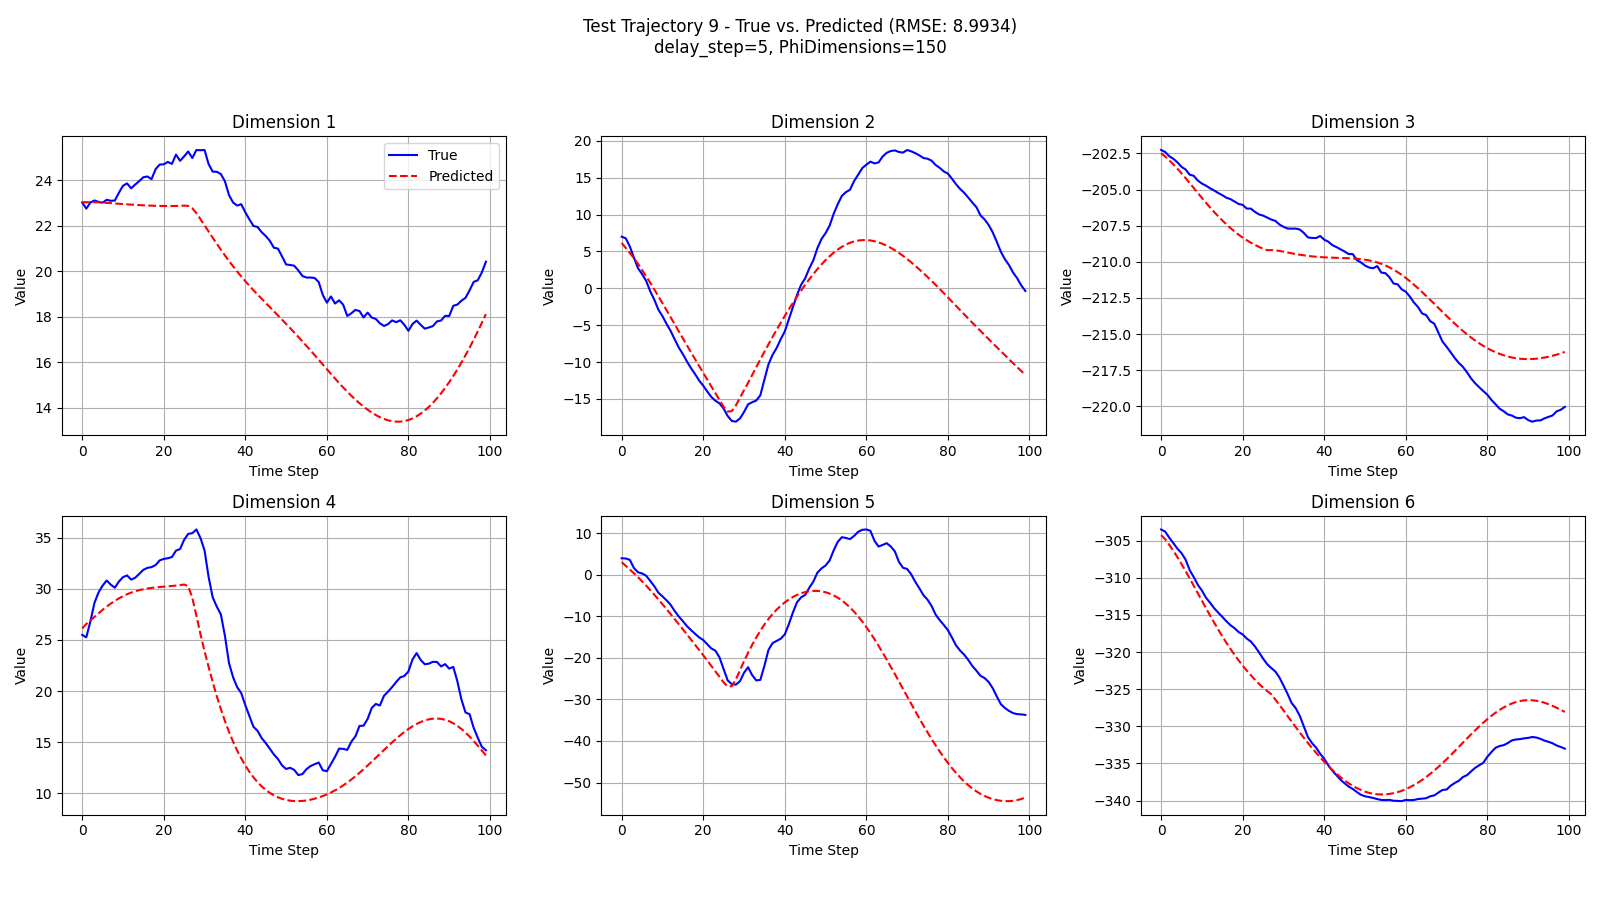 Test Trajectory 9 - True vs. Predicted (RMSE: 8.9934)
delay_step=5, PhiDimensions=150
Dimension 1
Value
24
22
20
18
16
14
0 20 40 60 80 100
Time Step
True
Predicted
Dimension 2
Value
20
15
10
5
0
−5
−10
−15
0 20 40 60 80 100
Time Step
Dimension 3
Value
−202.5
−205.0
−207.5
−210.0
−212.5
−215.0
−217.5
−220.0
0 20 40 60 80 100
Time Step
Dimension 4
Value
35
30
25
20
15
10
0 20 40 60 80 100
Time Step
Dimension 5
Value
10
0
−10
−20
−30
−40
−50
0 20 40 60 80 100
Time Step
Dimension 6
Value
−305
−310
−315
−320
−325
−330
−335
−340
0 20 40 60 80 100
Time Step